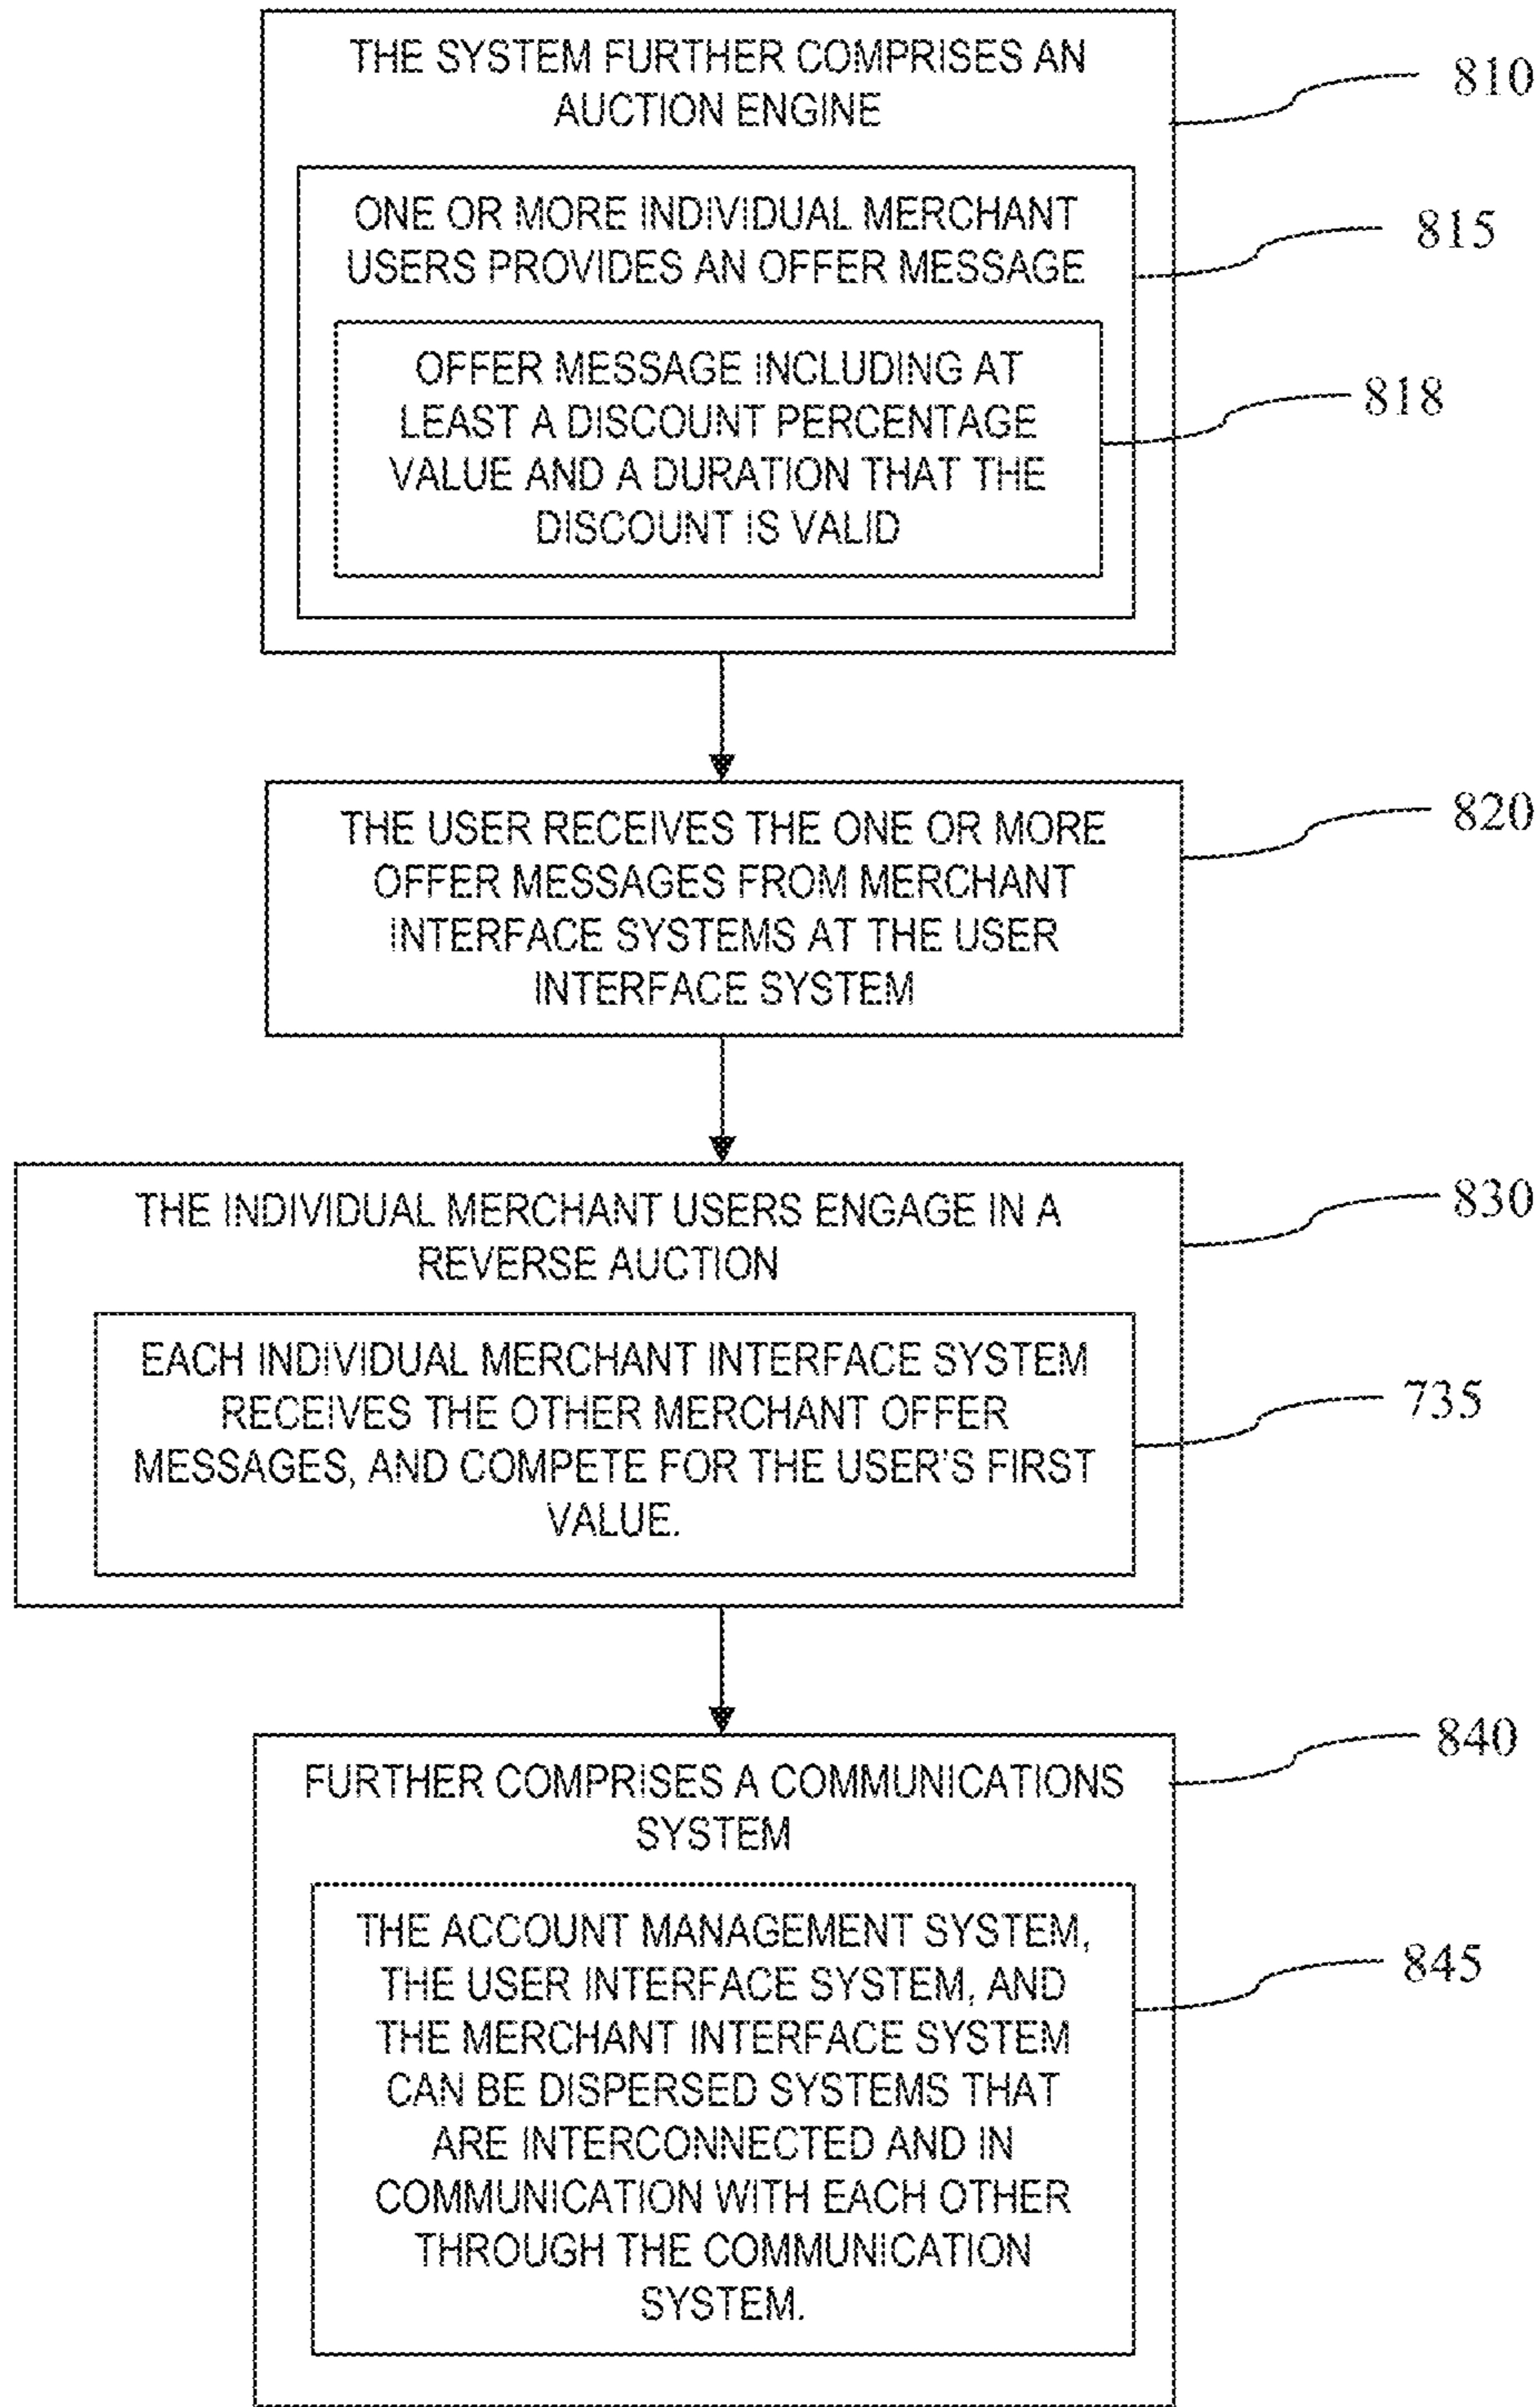 THE SYSTEM FURTHER COMPRISES AN
AUCTION ENGINE
810
ONE OR MORE INDIVIDUAL MERCHANT
USERS PROVIDES AN OFFER MESSAGE
815
OFFER MESSAGE INCLUDING AT
LEAST A DISCOUNT PERCENTAGE
VALUE AND A DURATION THAT THE
DISCOUNT IS VALID
818
THE USER RECEIVES THE ONE OR MORE
OFFER MESSAGES FROM MERCHANT
INTERFACE SYSTEMS AT THE USER
INTERFACE SYSTEM
820
THE INDIVIDUAL MERCHANT USERS ENGAGE IN A
REVERSE AUCTION
830
EACH INDIVIDUAL MERCHANT INTERFACE SYSTEM
RECEIVES THE OTHER MERCHANT OFFER
MESSAGES, AND COMPETE FOR THE USER'S FIRST
VALUE.
735
FURTHER COMPRISES A COMMUNICATIONS
SYSTEM
840
THE ACCOUNT MANAGEMENT SYSTEM,
THE USER INTERFACE SYSTEM, AND
THE MERCHANT INTERFACE SYSTEM
CAN BE DISPERSED SYSTEMS THAT
ARE INTERCONNECTED AND IN
COMMUNICATION WITH EACH OTHER
THROUGH THE COMMUNICATION
SYSTEM.
845